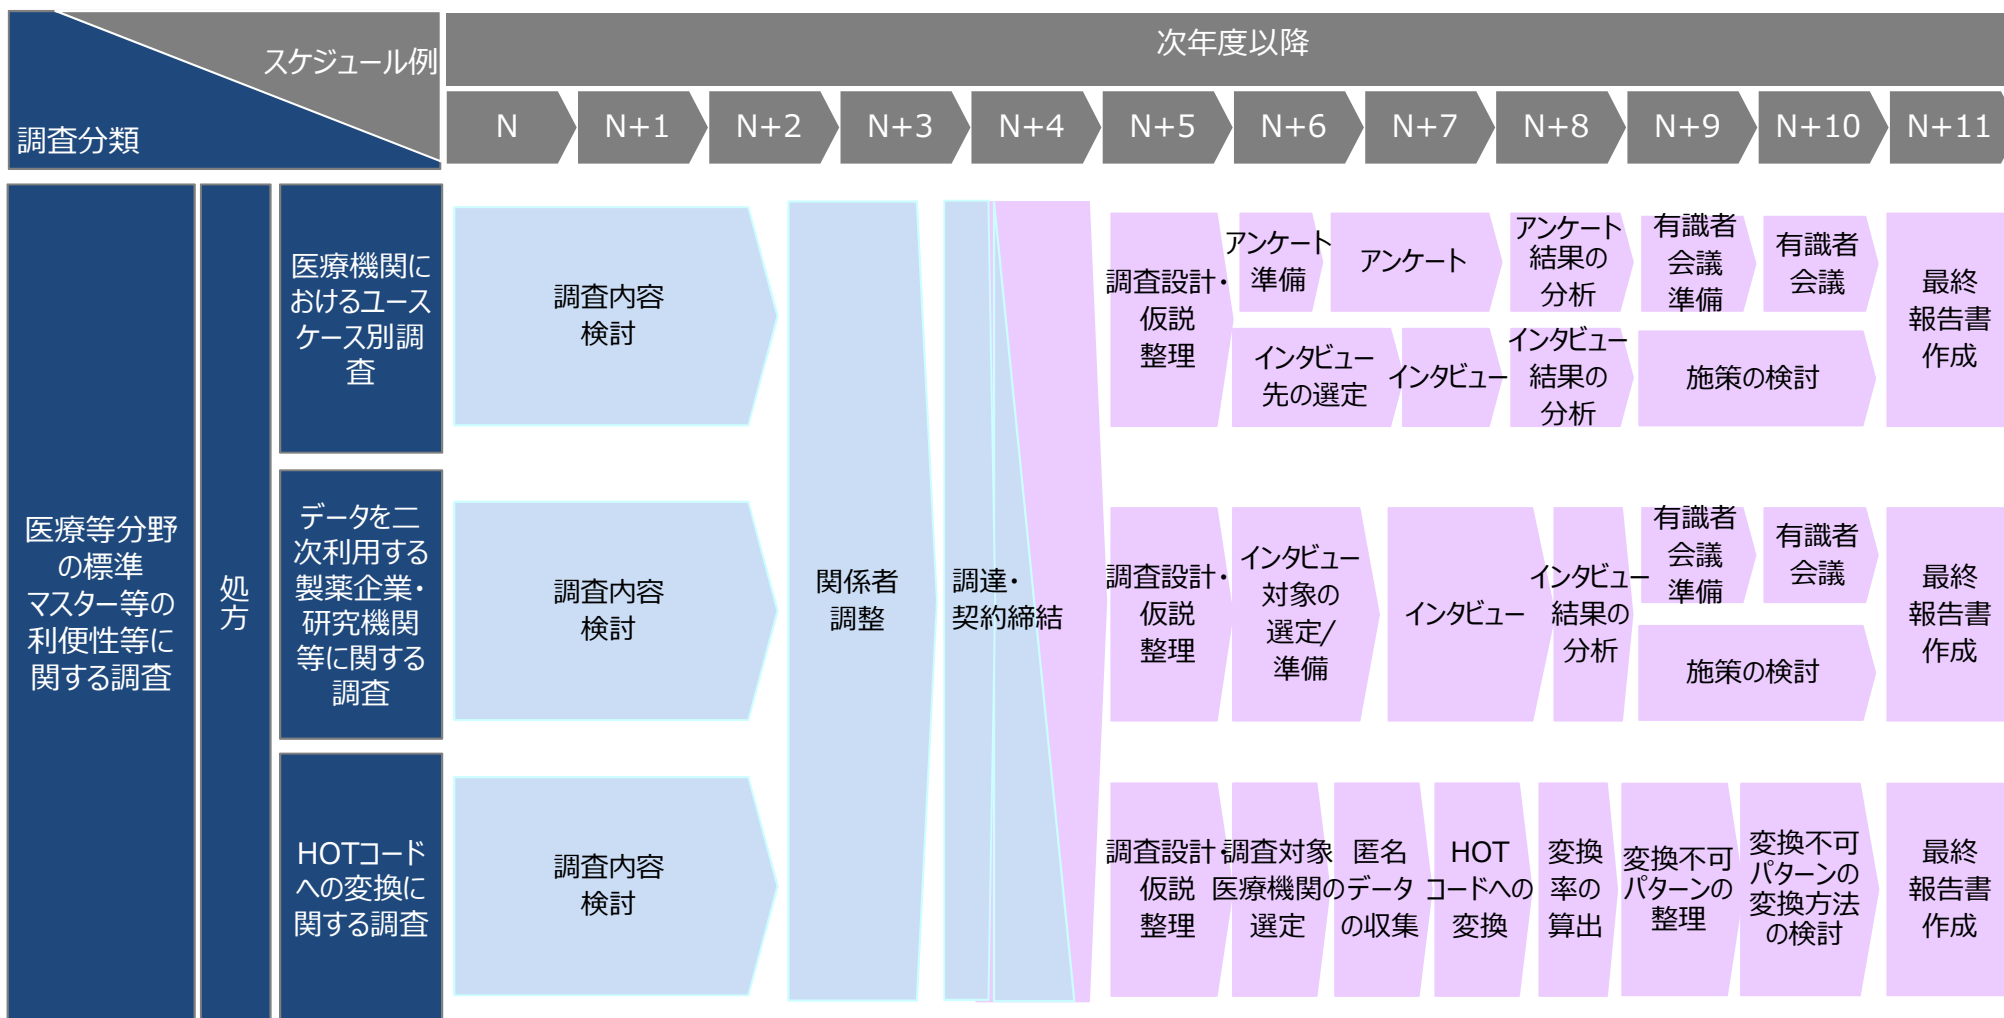 スケジュール例
調査分類
次年度以降
N
N+1
N+2
N+3
N+4
N+5
N+6
N+7
N+8
N+9
N+10
N+11
医療等分野
の標準
マスター等の
利便性等に
関する調査
処
方
医療機関に
おけるユース
ケース別調
査
調査内容
検討
関係者
調整
調達・
契約締結
調査設計・
仮説
整理
アンケート
準備
アンケート
アンケート
結果の
分析
有識者
会議
準備
有識者
会議
インタビュー
先の選定
インタビュー
インタビュー
結果の
分析
施策の検討
最終
報告書
作成
データを二
次利用する
製薬企業・
研究機関
等に関する
調査
調査内容
検討
調査設計・
仮説
整理
インタビュー
対象の
選定/
準備
インタビュー
インタビュー
結果の
分析
有識者
会議
準備
有識者
会議
施策の検討
最終
報告書
作成
HOTコード
への変換に
関する調査
調査内容
検討
調査設計・
仮説
整理
調査対象
医療機関の
選定
匿名
データ
の収集
HOT
コードへの
変換
変換
率の
算出
変換不可
パターンの
整理
変換不可
パターンの
変換方法
の検討
最終
報告書
作成